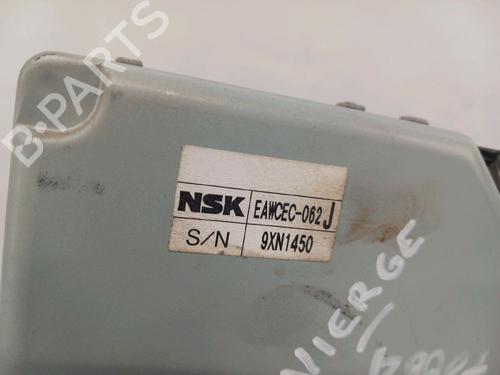 B-PARTS
NSK EAWCEC-062J
S/N 9XN1450
VIERGE